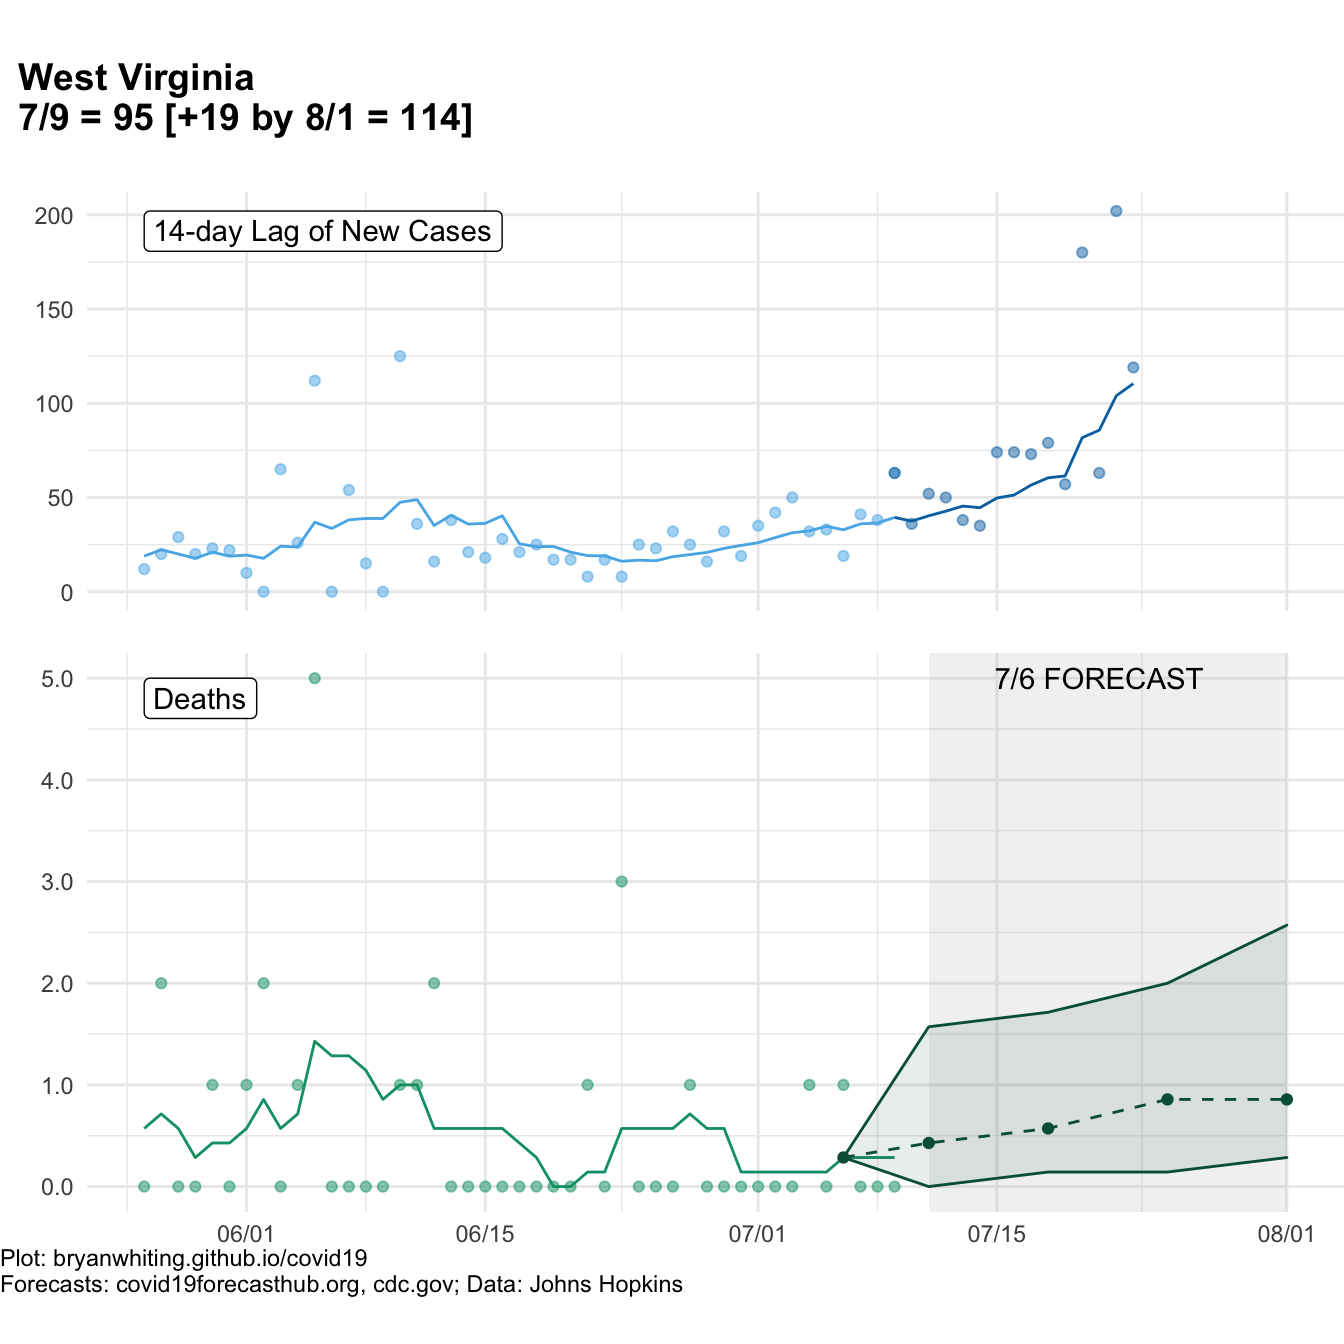 West Virginia
7/9 = 95 [+19 by 8/1 = 114]
14-day Lag of New Cases
200
150
100
50
0
Deaths
7/6 FORECAST
5.0
4.0
3.0
2.0
1.0
0.0
06/01
06/15
07/01
07/15
08/01
Plot: bryanwhiting.github.io/covid19
Forecasts: covid19forecasthub.org, cdc.gov; Data: Johns Hopkins